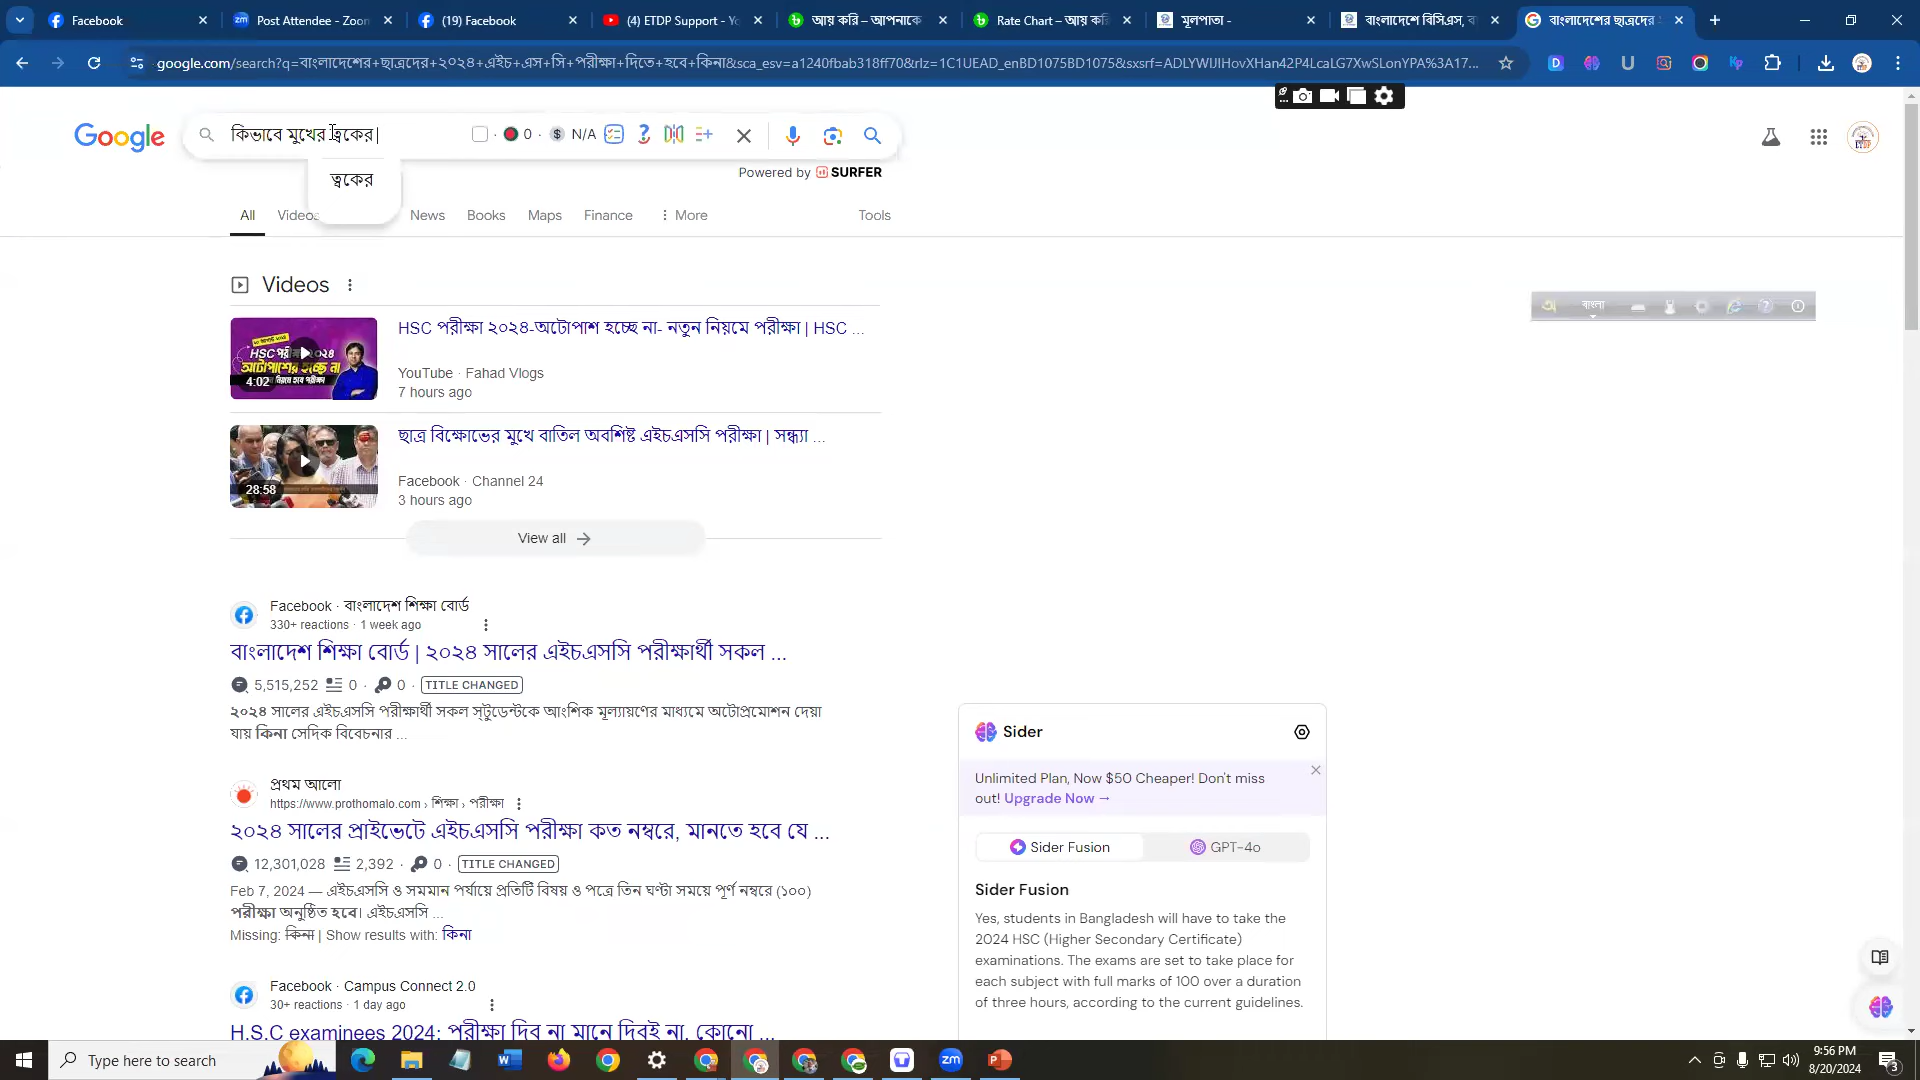 Facebook
Post Attendee - Zoom
(19) Facebook
(4) ETDP Support - Yo
আয় করি – আপনাকে
Rate Chart – আয় করি
মূলপাতা -
বাংলাদেশে বিসিএস, ব
বাংলাদেশের ছাত্রদের
google.com/search?q=বাংলাদেশের+ছাত্রদের+২০২৪+এইচ+এস+সি+পরীক্ষা+দিতে+হবে+কিনা&sca_esv=a1240fbab318ff70&rlz=1C1UEAD_enBD1075BD1075&sxsrf=ADLYWIJIHovXHan42P4LcaLG7XwSLonYPA%3A17...
Google
কিভাবে মুখের ত্বকের
0 · N/A
ত্বকের
Powered by SURFER
All
Videos
News
Books
Maps
Finance
More
Tools
Videos
বাংলা
HSC পরীক্ষা ২০২৪-অটোপাশ হচ্ছে না- নতুন নিয়মে পরীক্ষা | HSC ...
HSC পরীক্ষা ২০২৪
অটোপাশের হচ্ছে না
4:02
YouTube · Fahad Vlogs
7 hours ago
ছাত্র বিক্ষোভের মুখে বাতিল অবশিষ্ট এইচএসসি পরীক্ষা | সন্ধ্যা ...
28:58
Facebook · Channel 24
3 hours ago
View all
Facebook · বাংলাদেশ শিক্ষা বোর্ড
330+ reactions · 1 week ago
বাংলাদেশ শিক্ষা বোর্ড | ২০২৪ সালের এইচএসসি পরীক্ষার্থী সকল ...
5,515,252 0 · 0 · TITLE CHANGED
২০২৪ সালের এইচএসসি পরীক্ষার্থী সকল স্টুডেন্টকে আংশিক মূল্যায়ণের মাধ্যমে অটোপ্রমোশন দেয়া
যায় কিনা সেদিক বিবেচনার ...
প্রথম আলো
https://www.prothomalo.com › শিক্ষা › পরীক্ষা
২০২৪ সালের প্রাইভেটে এইচএসসি পরীক্ষা কত নম্বরে, মানতে হবে যে ...
12,301,028 2,392 · 0 · TITLE CHANGED
Feb 7, 2024 — এইচএসসি ও সমমান পর্যায়ে প্রতিটি বিষয় ও পত্রে তিন ঘণ্টা সময়ে পূর্ণ নম্বরে (১০০)
পরীক্ষা অনুষ্ঠিত হবে। এইচএসসি ...
Missing: কিনা | Show results with: কিনা
Facebook · Campus Connect 2.0
30+ reactions · 1 day ago
H.S.C examinees 2024: পরীক্ষা দিব না মানে দিবই না. কোনো ...
Sider
Unlimited Plan, Now $50 Cheaper! Don't miss
out! Upgrade Now →
Sider Fusion
GPT-4o
Sider Fusion
Yes, students in Bangladesh will have to take the
2024 HSC (Higher Secondary Certificate)
examinations. The exams are set to take place for
each subject with full marks of 100 over a duration
of three hours, according to the current guidelines.
Type here to search
9:56 PM
8/20/2024
3